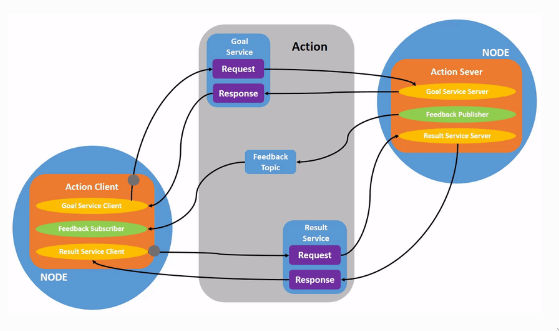 Goal
Service
Request
Response
Action
NODE
Action Sever
Goal Service Server
Feedback Publisher
Result Service Server
Feedback
Topic
Action Client
Goal Service Client
Feedback Subscriber
Result Service Client
NODE
Result
Service
Request
Response